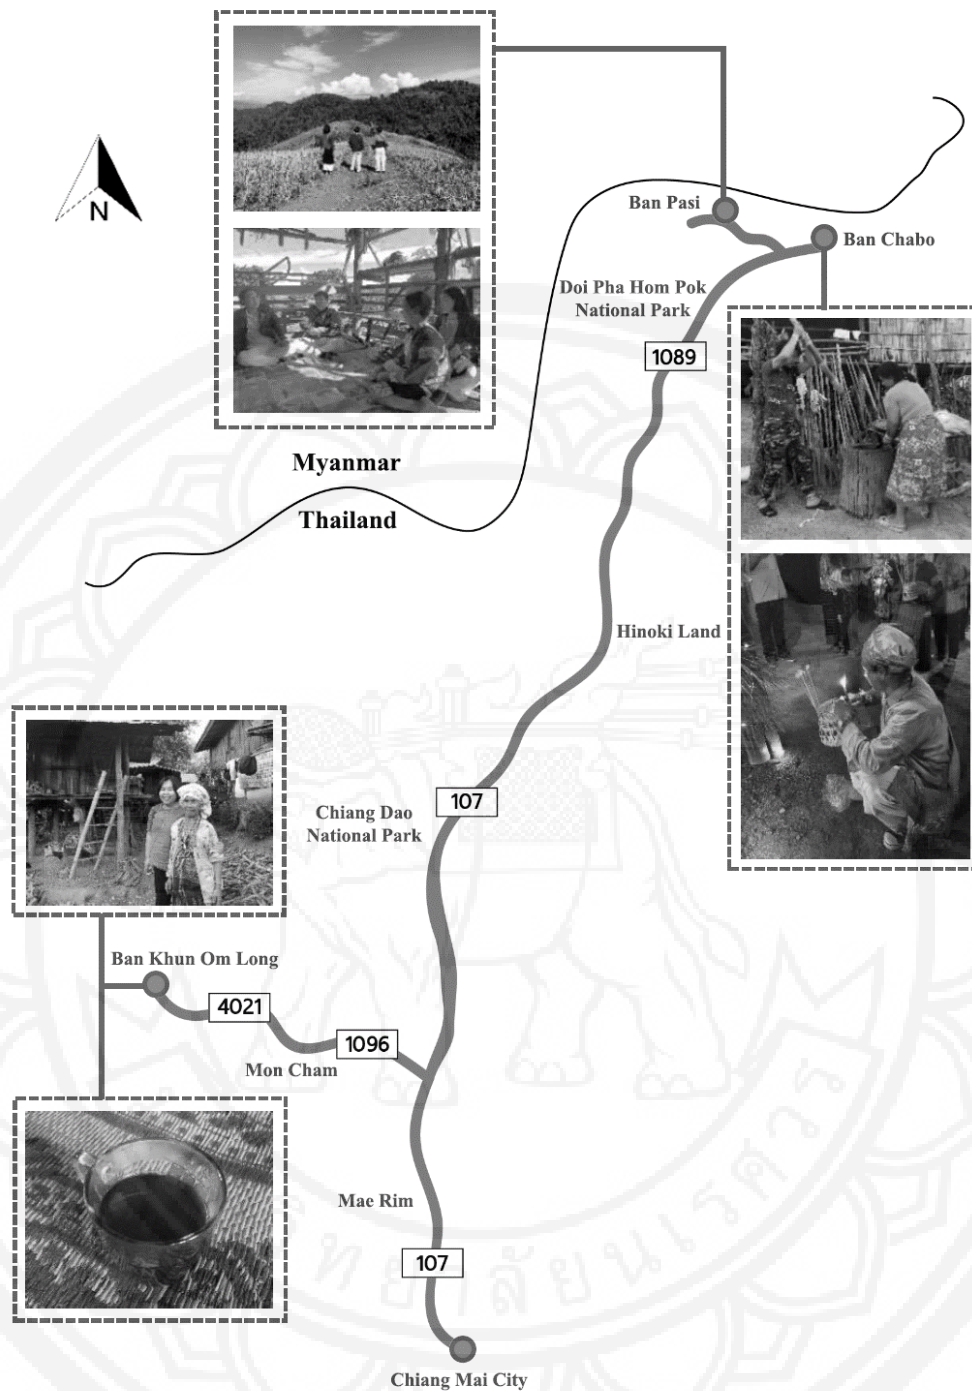 N
Ban Pasi
Ban Chabo
Doi Pha Hom Pok
National Park
1089
Myanmar
Thailand
Hinoki Land
107
Chiang Dao
National Park
Ban Khun Om Long
4021
1096
Mon Cham
Mae Rim
107
Chiang Mai City